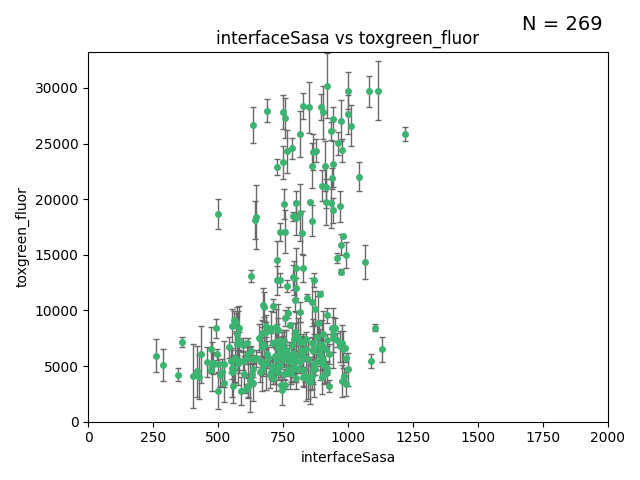 N = 269
interfaceSasa vs toxgreen_fluor
30000
25000
20000
15000
10000
5000
0
toxgreen_fluor
0 250 500 750 1000 1250 1500 1750 2000
interfaceSasa